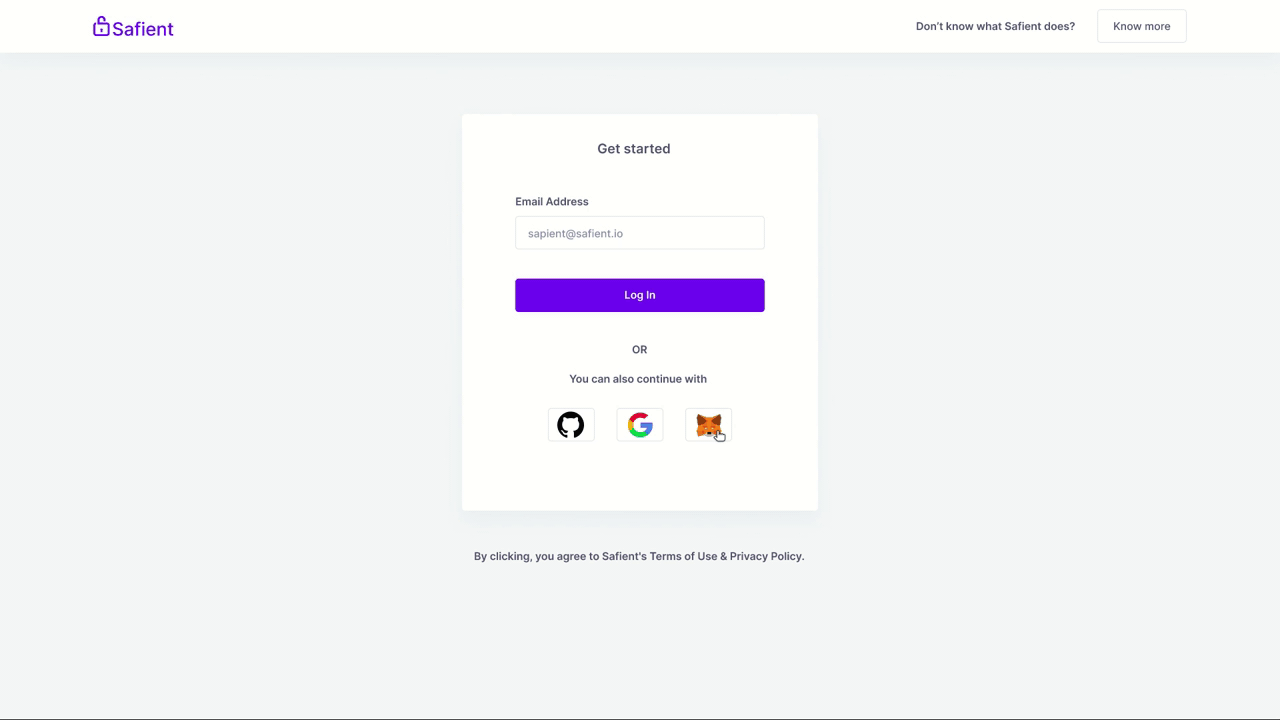 Safient
Don't know what Safient does?
Know more
Get started
Email Address
sapient@safient.io
Log In
OR
You can also continue with
By clicking, you agree to Safient's Terms of Use & Privacy Policy.